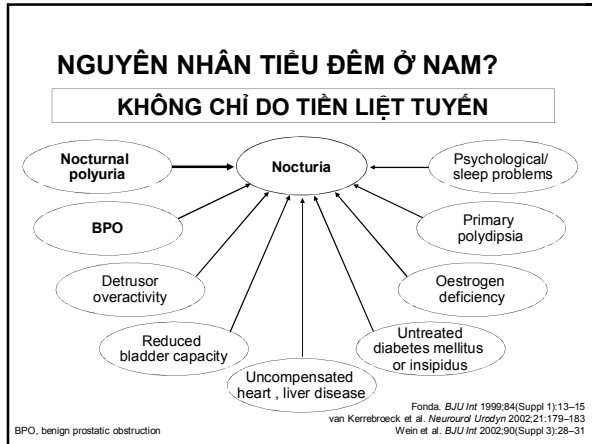 NGUYÊN NHÂN TIỂU ĐÊM Ở NAM?
KHÔNG CHỈ DO TIỀN LIỆT TUYẾN
Nocturnal
polyuria
Nocturia
Psychological/
sleep problems
BPO
Primary
polydipsia
Detrusor
overactivity
Oestrogen
deficiency
Reduced
bladder capacity
Untreated
diabetes mellitus
or insipidus
Uncompensated
heart , liver disease
Fonda. BJU Int 1999;84(Suppl 1):13–15
van Kerrebroeck et al. Neurourol Urodyn 2002;21:179–183
Wein et al. BJU Int 2002;90(Suppl 3):28–31
BPO, benign prostatic obstruction